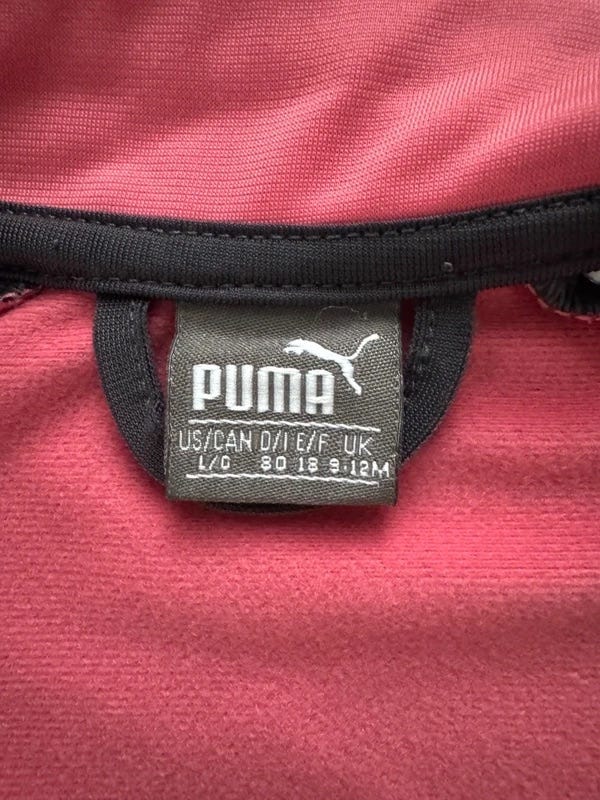 PUMA
US/CAN D/I E/F UK
L/G 80 18 9-12M